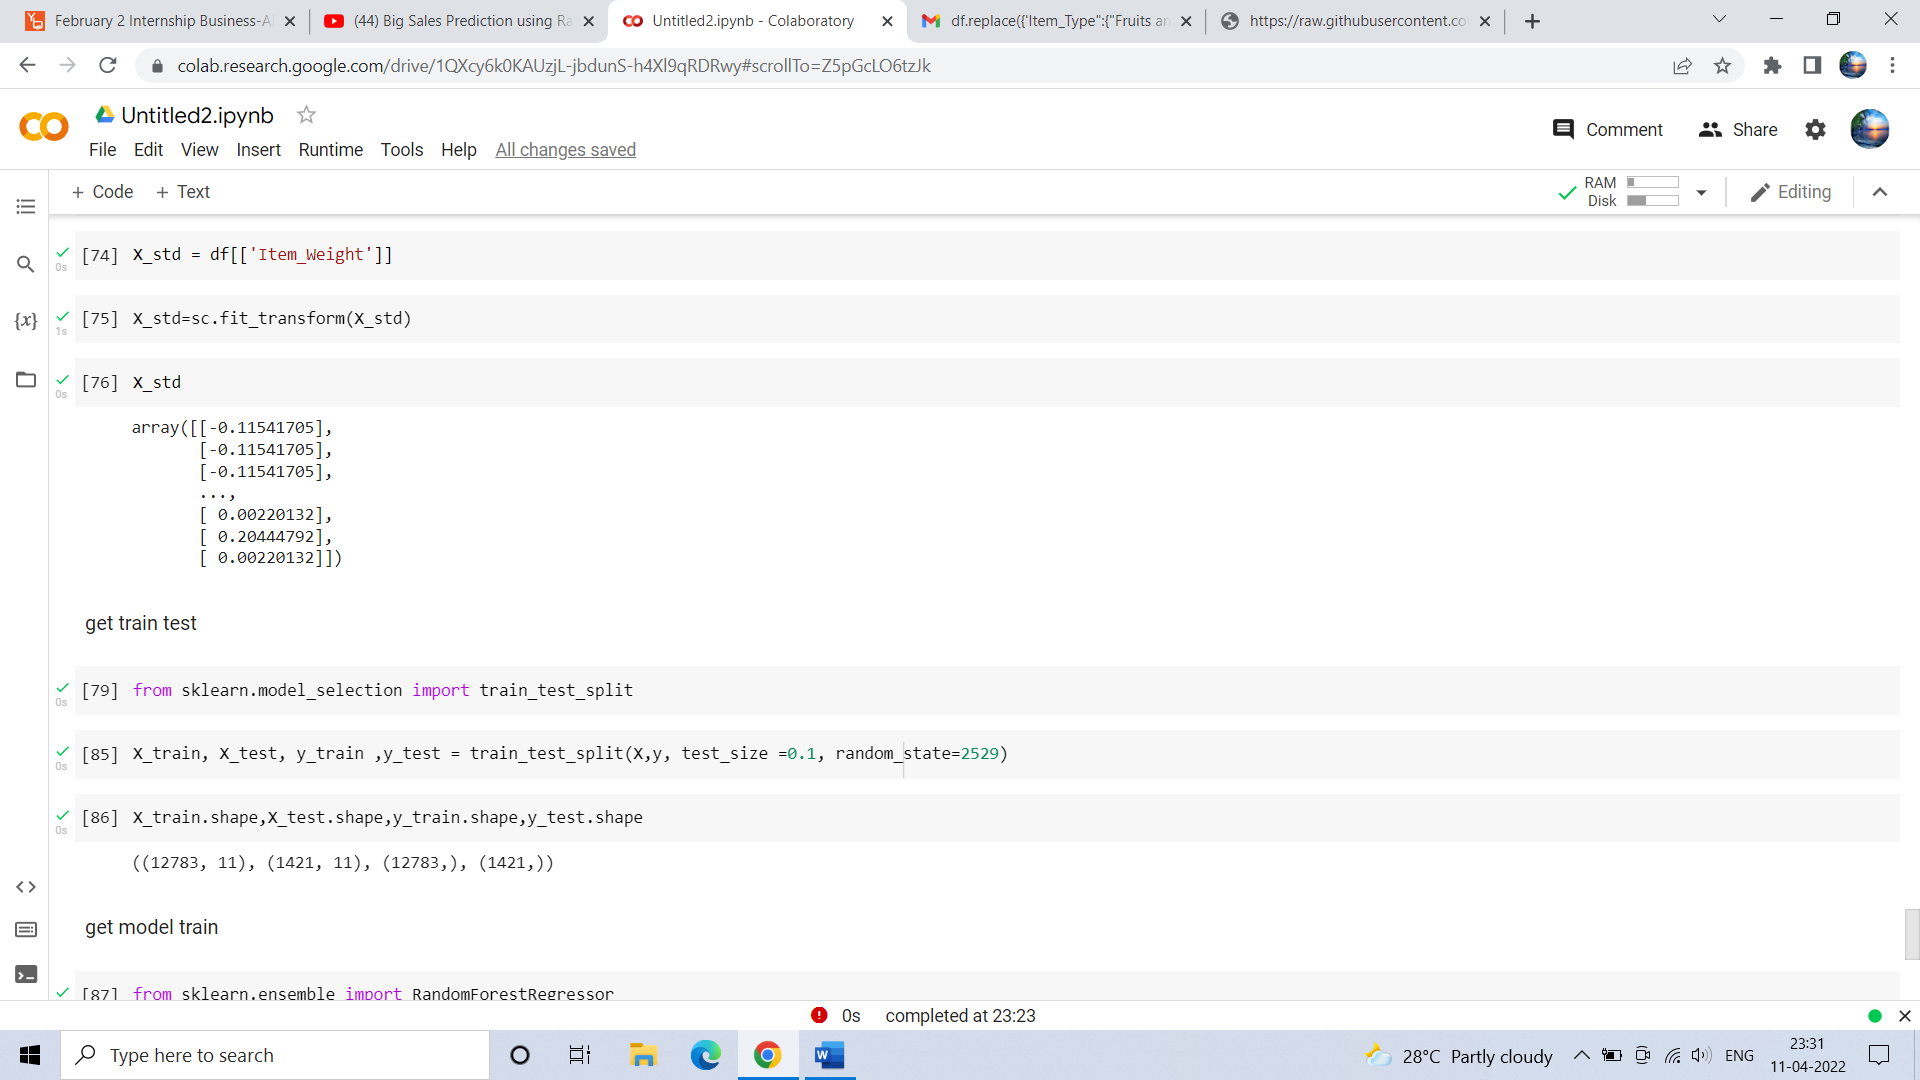 February 2 Internship Business-A
(44) Big Sales Prediction using Ra
Untitled2.ipynb - Colaboratory
df.replace({'Item_Type':{"Fruits an
https://raw.githubusercontent.co
colab.research.google.com/drive/1QXcy6k0KAUzjL-jbdunS-h4Xl9qRDRwy#scrollTo=Z5pGcLO6tzJk
Untitled2.ipynb
Comment
Share
File Edit View Insert Runtime Tools Help All changes saved
+ Code + Text
RAM
Disk
Editing
[74] X_std = df[['Item_Weight']]
0s
[75] X_std=sc.fit_transform(X_std)
1s
[76] X_std
0s
array([[-0.11541705],
[-0.11541705],
[-0.11541705],
...,
[ 0.00220132],
[ 0.20444792],
[ 0.00220132]])
get train test
[79] from sklearn.model_selection import train_test_split
0s
[85] X_train, X_test, y_train ,y_test = train_test_split(X,y, test_size =0.1, random_state=2529)
0s
[86] X_train.shape,X_test.shape,y_train.shape,y_test.shape
0s
((12783, 11), (1421, 11), (12783,), (1421,))
get model train
[87] from sklearn.ensemble import RandomForestRegressor
0s completed at 23:23
Type here to search
28°C Partly cloudy
ENG
23:31
11-04-2022